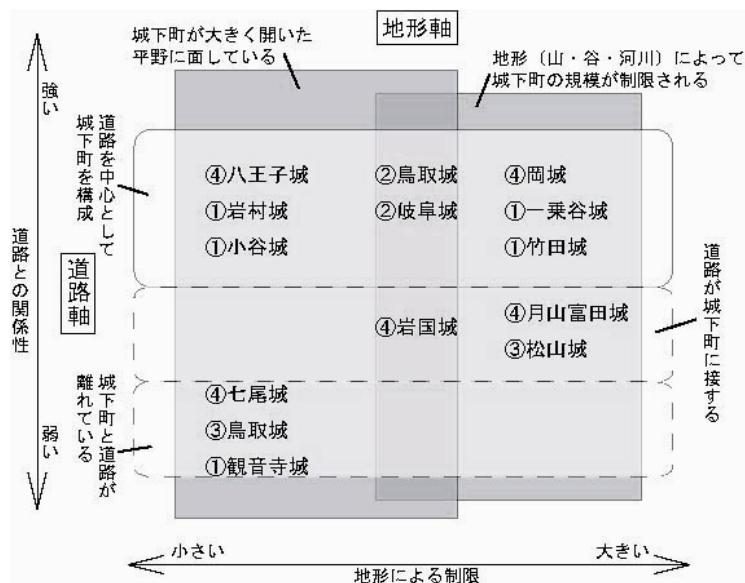 地形軸
城下町が大きく開いた
平野に面している
地形（山・谷・河川）によって
城下町の規模が制限される
強い
道路との関係性
弱い
道路軸
道路を中心として
城下町を構成
④八王子城
①岩村城
①小谷城
②鳥取城
②岐阜城
④岡城
①一乗谷城
①竹田城
道路が城下町に接する
④岩国城
④月山富田城
③松山城
城下町と道路が
離れている
④七尾城
③鳥取城
①観音寺城
小さい
大きい
地形による制限